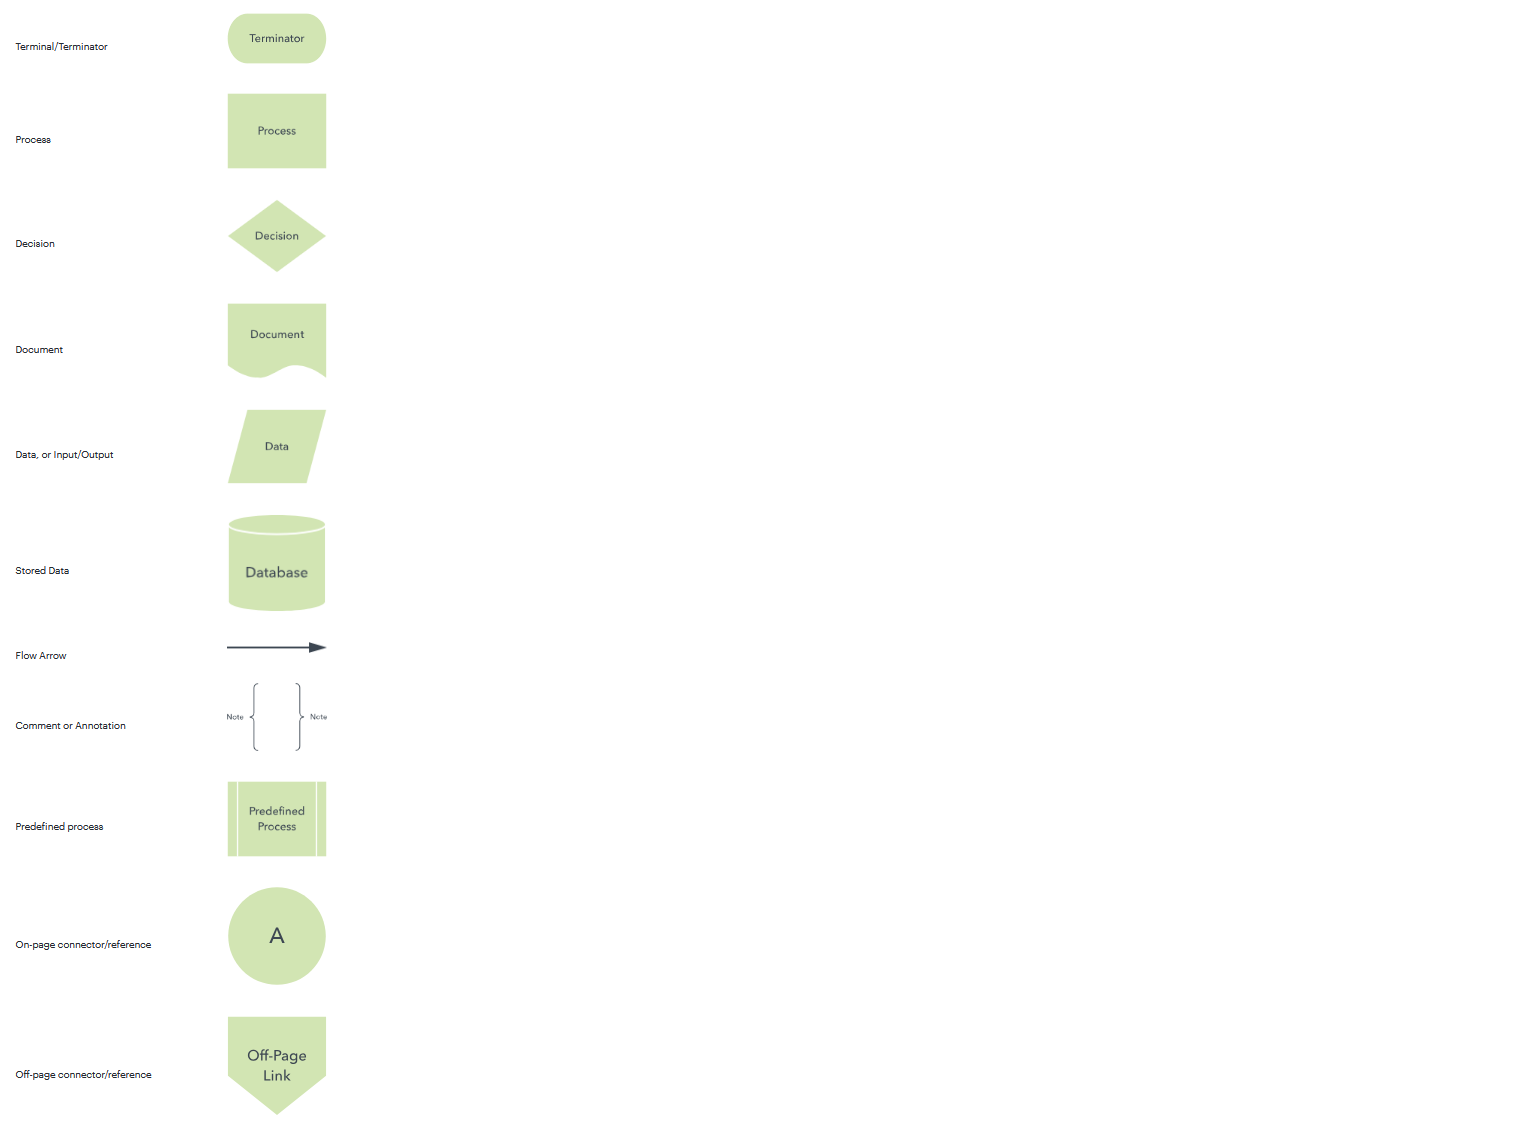 Terminal/Terminator
Terminator
Process
Process
Decision
Decision
Document
Document
Data, or Input/Output
Data
Stored Data
Database
Flow Arrow
Comment or Annotation
Note
Note
Predefined process
Predefined
Process
On-page connector/reference
A
Off-page connector/reference
Off-Page
Link